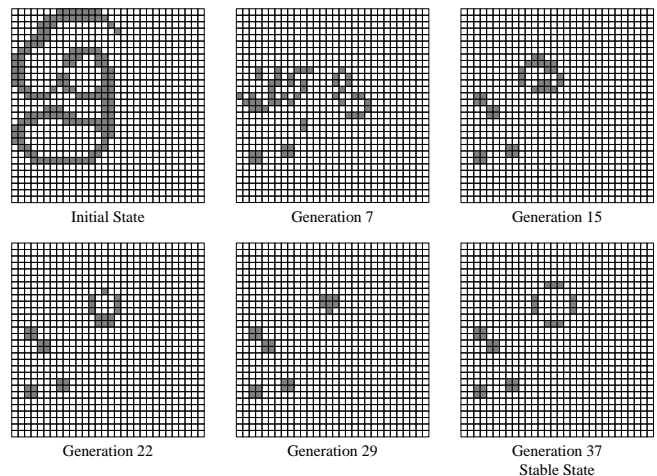 Initial State
Generation 7
Generation 15
Generation 22
Generation 29
Generation 37
Stable State